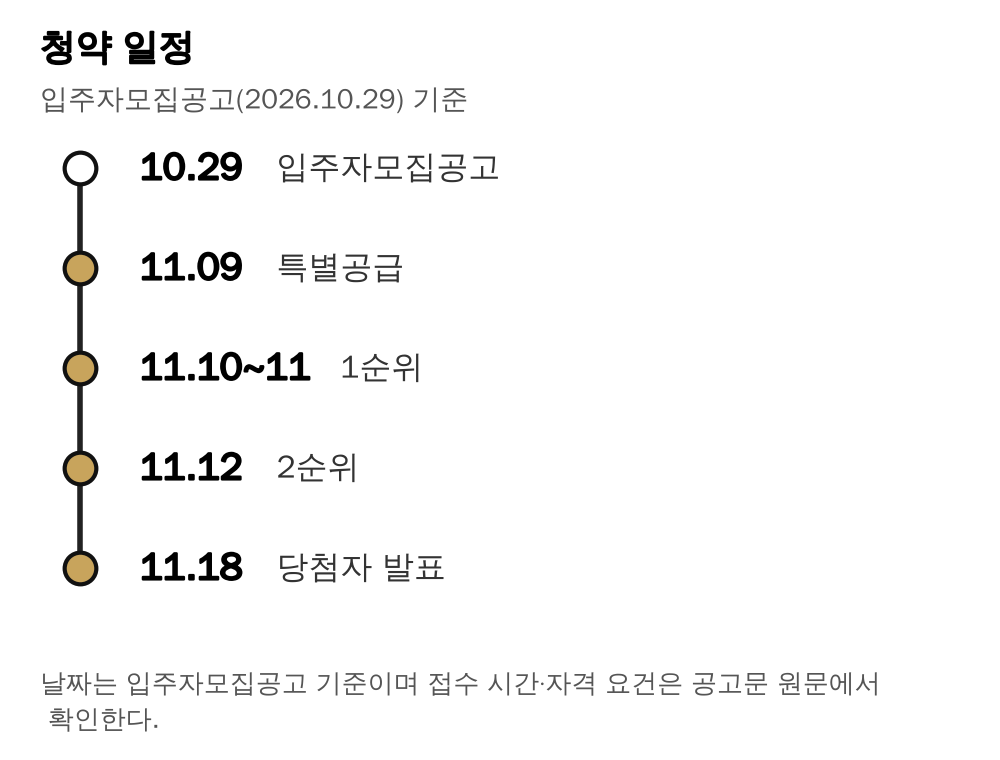 청약 일정
입주자모집공고(2026.10.29) 기준
10.29 입주자모집공고
11.09 특별공급
11.10~11 1순위
11.12 2순위
11.18 당첨자 발표
날짜는 입주자모집공고 기준이며 접수 시간·자격 요건은 공고문 원문에서
확인한다.